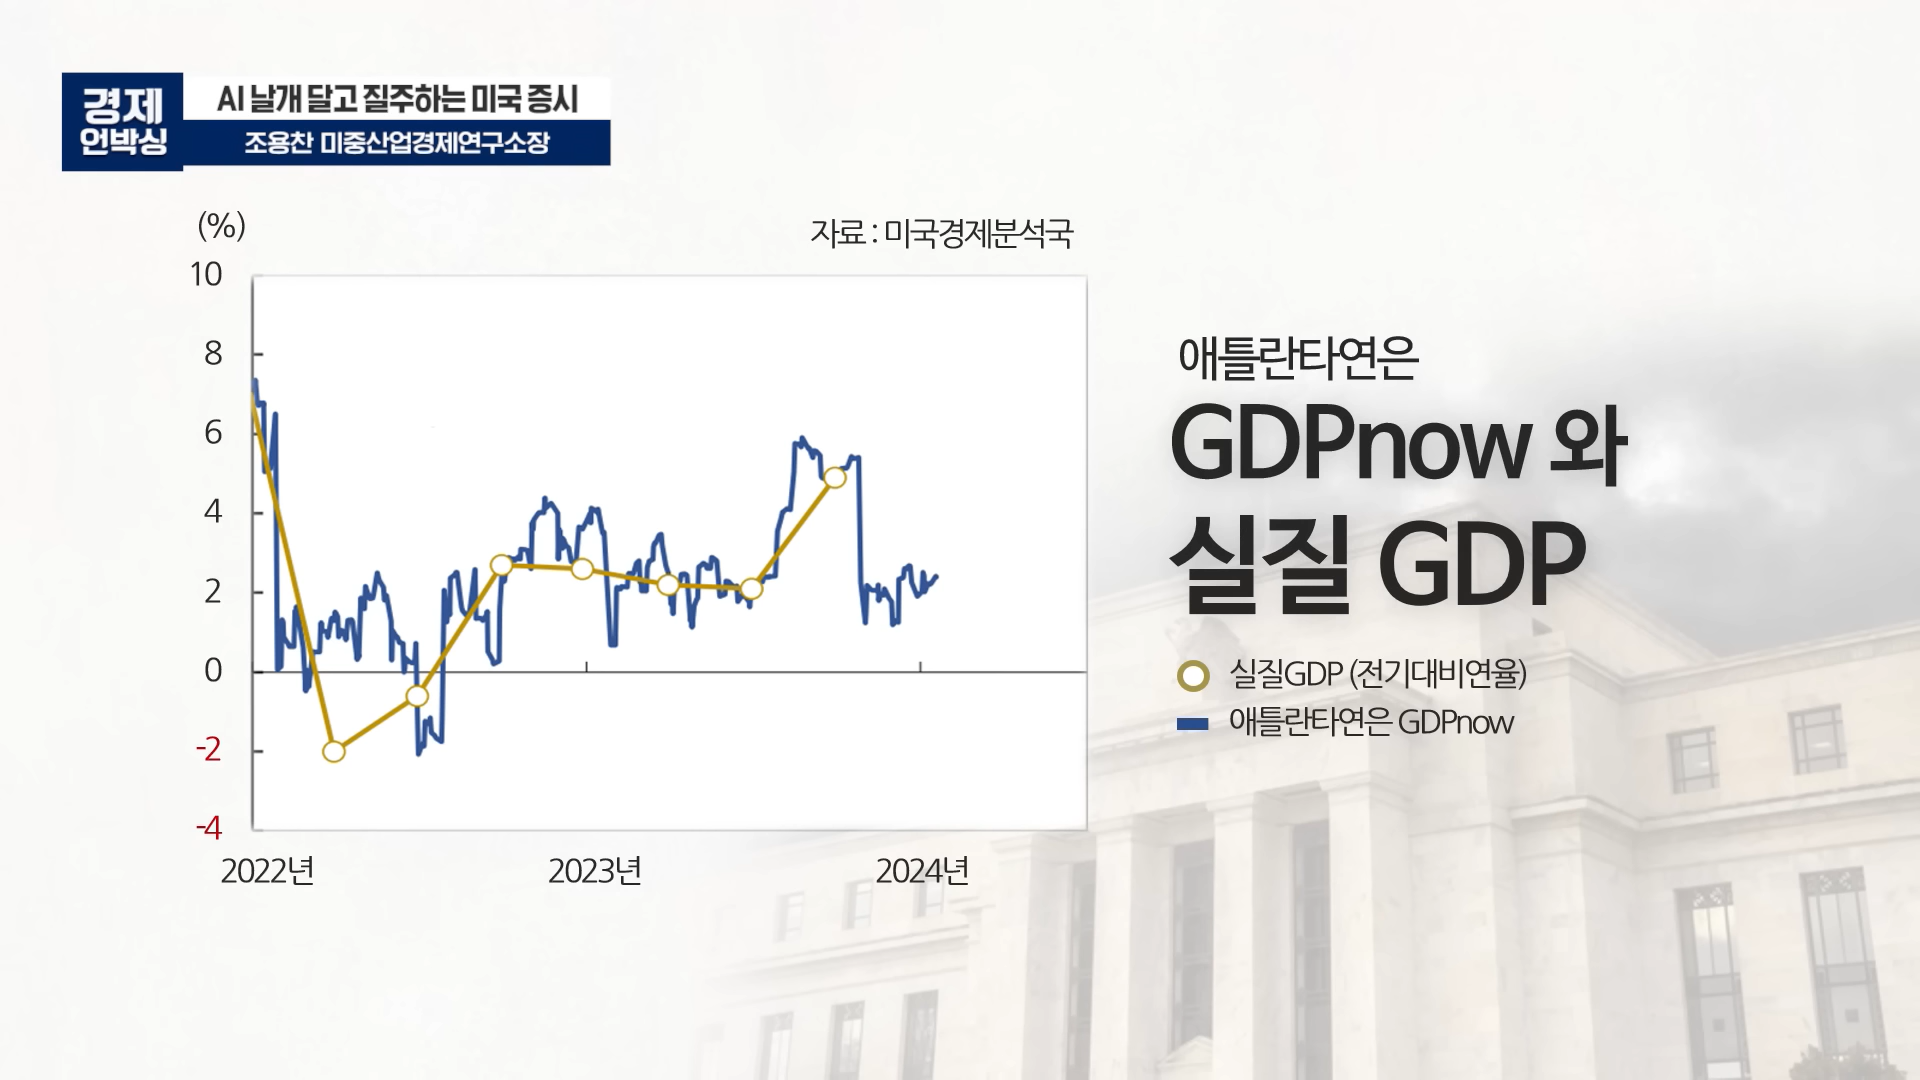 경제
언박싱
AI 날개 달고 질주하는 미국 증시
조용찬 미중산업경제연구소장
(%)
자료 : 미국경제분석국
10
8
6
4
2
0
-2
-4
2022년
2023년
2024년
애틀란타연은
GDPnow 와
실질 GDP
실질GDP (전기대비연율)
애틀란타연은 GDPnow